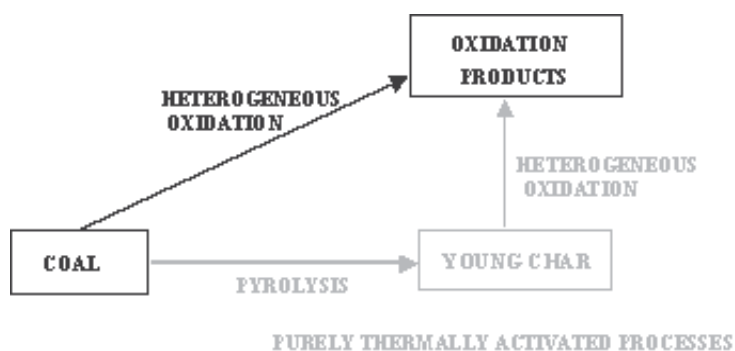 OXIDATION
PRODUCTS
HETEROGENEOUS
OXIDATION
HETEROGENEOUS
OXIDATION
COAL
YOUNG CHAR
PYROLYSIS
PURELY THERMALLY ACTIVATED PROCESSES